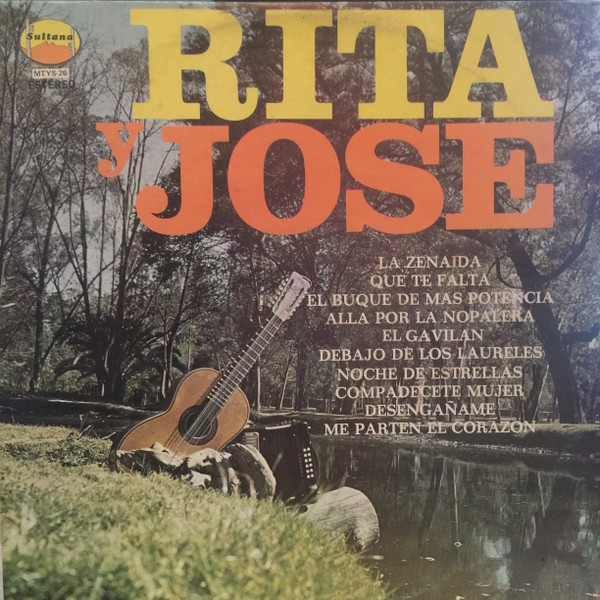 Sultana
MTYS-26
ESTEREO
RITA
y JOSE
LA ZENAIDA
QUE TE FALTA
EL BUQUE DE MAS POTENCIA
ALLA POR LA NOPALERA
EL GAVILAN
DEBAJO DE LOS LAURELES
NOCHE DE ESTRELLAS
COMPADECETE MUJER
DESENGAÑAME
ME PARTEN EL CORAZON